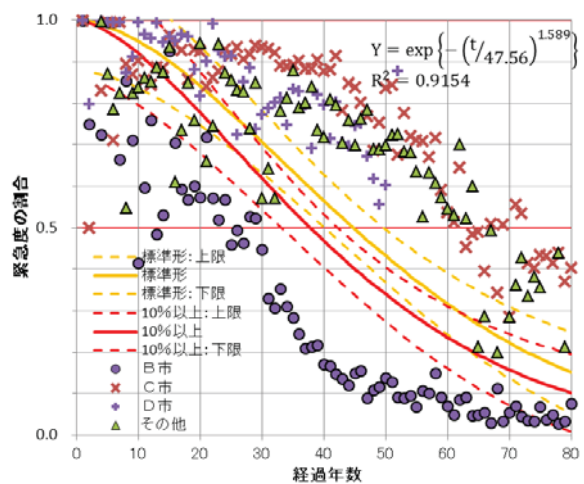 Y = exp{−(t/47.56)^1.589}
R² = 0.9154
緊急度の割合
1.0
0.5
0.0
標準形:上限
標準形
標準形:下限
10%以上:上限
10%以上
10%以上:下限
B市
C市
D市
その他
0 10 20 30 40 50 60 70 80
経過年数